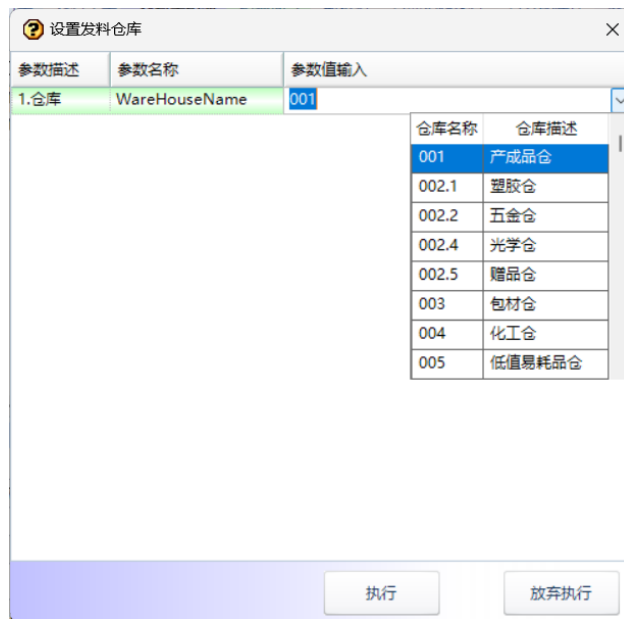 设置发料仓库
参数描述 参数名称 参数值输入
1.仓库 WareHouseName 001
仓库名称 仓库描述
001 产成品仓
002.1 塑胶仓
002.2 五金仓
002.4 光学仓
002.5 赠品仓
003 包材仓
004 化工仓
005 低值易耗品仓
执行 放弃执行